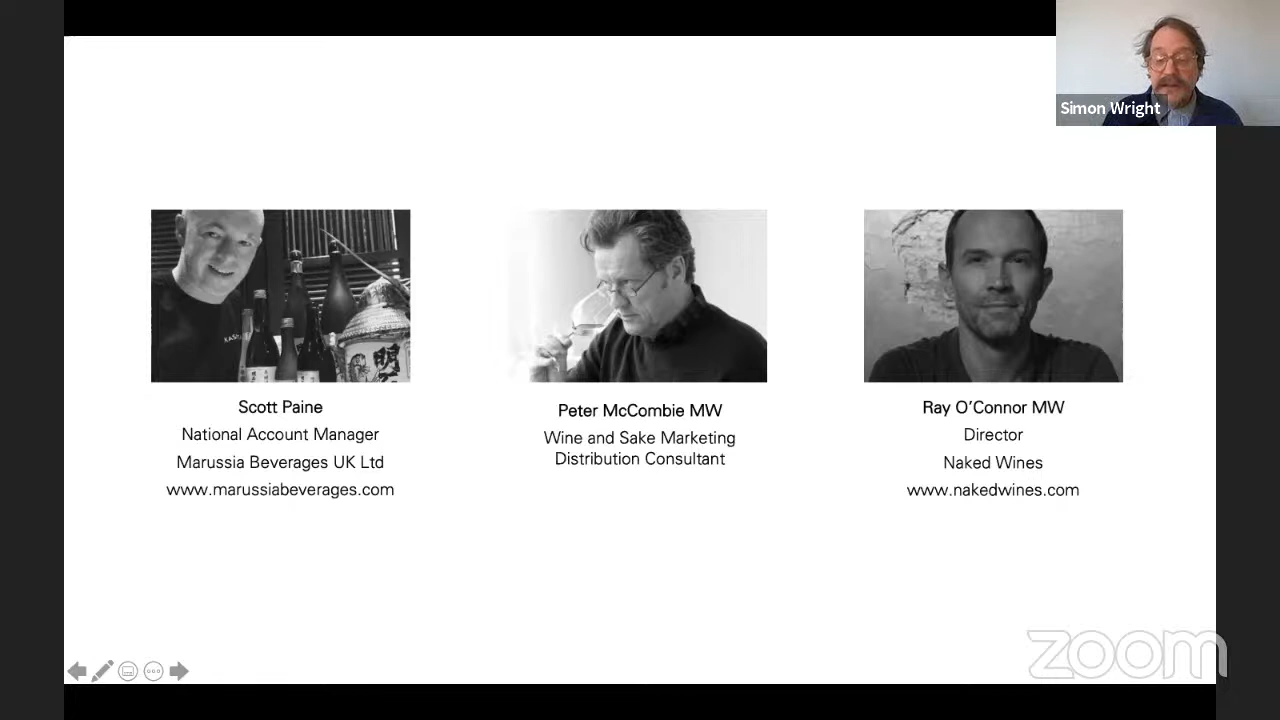 Simon Wright
Scott Paine
National Account Manager
Marussia Beverages UK Ltd
www.marussiabeverages.com
Peter McCombie MW
Wine and Sake Marketing
Distribution Consultant
Ray O’Connor MW
Director
Naked Wines
www.nakedwines.com
zoom